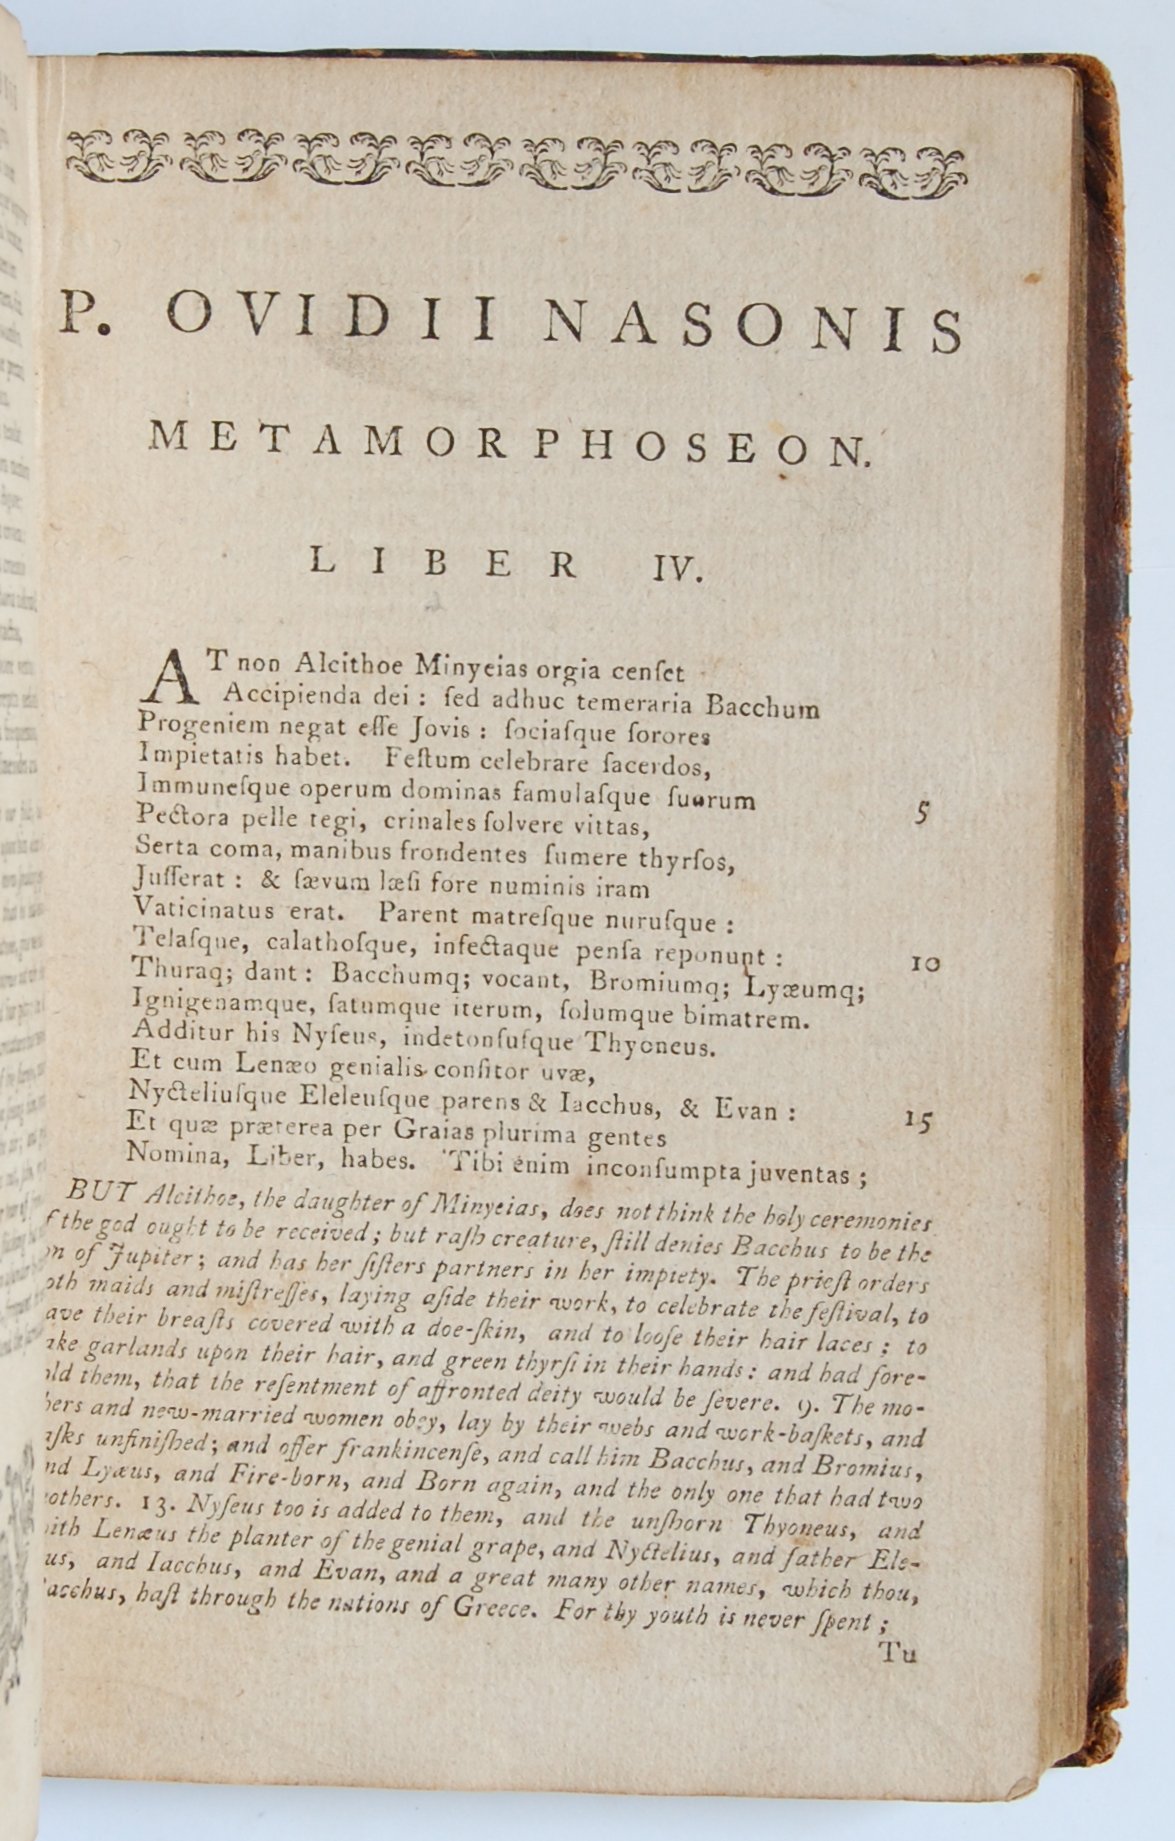 P. OVIDII NASONIS
METAMORPHOSEON.
LIBER IV.
AT non Alcithoe Minyeias orgia cenſet
Accipienda dei : ſed adhuc temeraria Bacchum
Progeniem negat eſſe Jovis : ſociaſque ſorores
Impietatis habet. Feſtum celebrare ſacerdos,
Immuneſque operum dominas famulaſque ſuarum 5
Pectora pelle tegi, crinales ſolvere vittas,
Serta coma, manibus frondentes ſumere thyrſos,
Juſſerat : & ſævum læſi fore numinis iram
Vaticinatus erat. Parent matreſque nuruſque :
Telaſque, calathoſque, infectaque penſa reponunt : 10
Thuraq; dant : Bacchumq; vocant, Bromiumq; Lyæumq;
Ignigenamque, ſatumque iterum, ſolumque bimatrem.
Additur his Nyſeus, indetonſuſque Thyoneus.
Et cum Lenæo genialis conſitor uvæ,
Nycteliuſque Eleleuſque parens & Iacchus, & Evan : 15
Et quæ præterea per Graias plurima gentes
Nomina, Liber, habes. Tibi enim inconſumpta juventas ;
BUT Alcithoe, the daughter of Minyeias, does not think the holy ceremonies
f the god ought to be received ; but raſh creature, ſtill denies Bacchus to be the
on of Jupiter ; and has her ſiſters partners in her impiety. The prieſt orders
oth maids and miſtreſſes, laying aſide their work, to celebrate the feſtival, to
ave their breaſts covered with a doe-ſkin, and to looſe their hair laces ; to
ake garlands upon their hair, and green thyrſi in their hands : and had fore-
old them, that the reſentment of affronted deity would be ſevere. 9. The mo-
hers and new-married women obey, lay by their webs and work-baſkets, and
aſks unfiniſhed ; and offer frankincenſe, and call him Bacchus, and Bromius,
nd Lyæus, and Fire-born, and Born again, and the only one that had two
others. 13. Nyſeus too is added to them, and the unſhorn Thyoneus, and
ith Lenæus the planter of the genial grape, and Nyctelius, and father Ele-
us, and Iacchus, and Evan, and a great many other names, which thou,
acchus, haſt through the nations of Greece. For thy youth is never ſpent ;
Tu